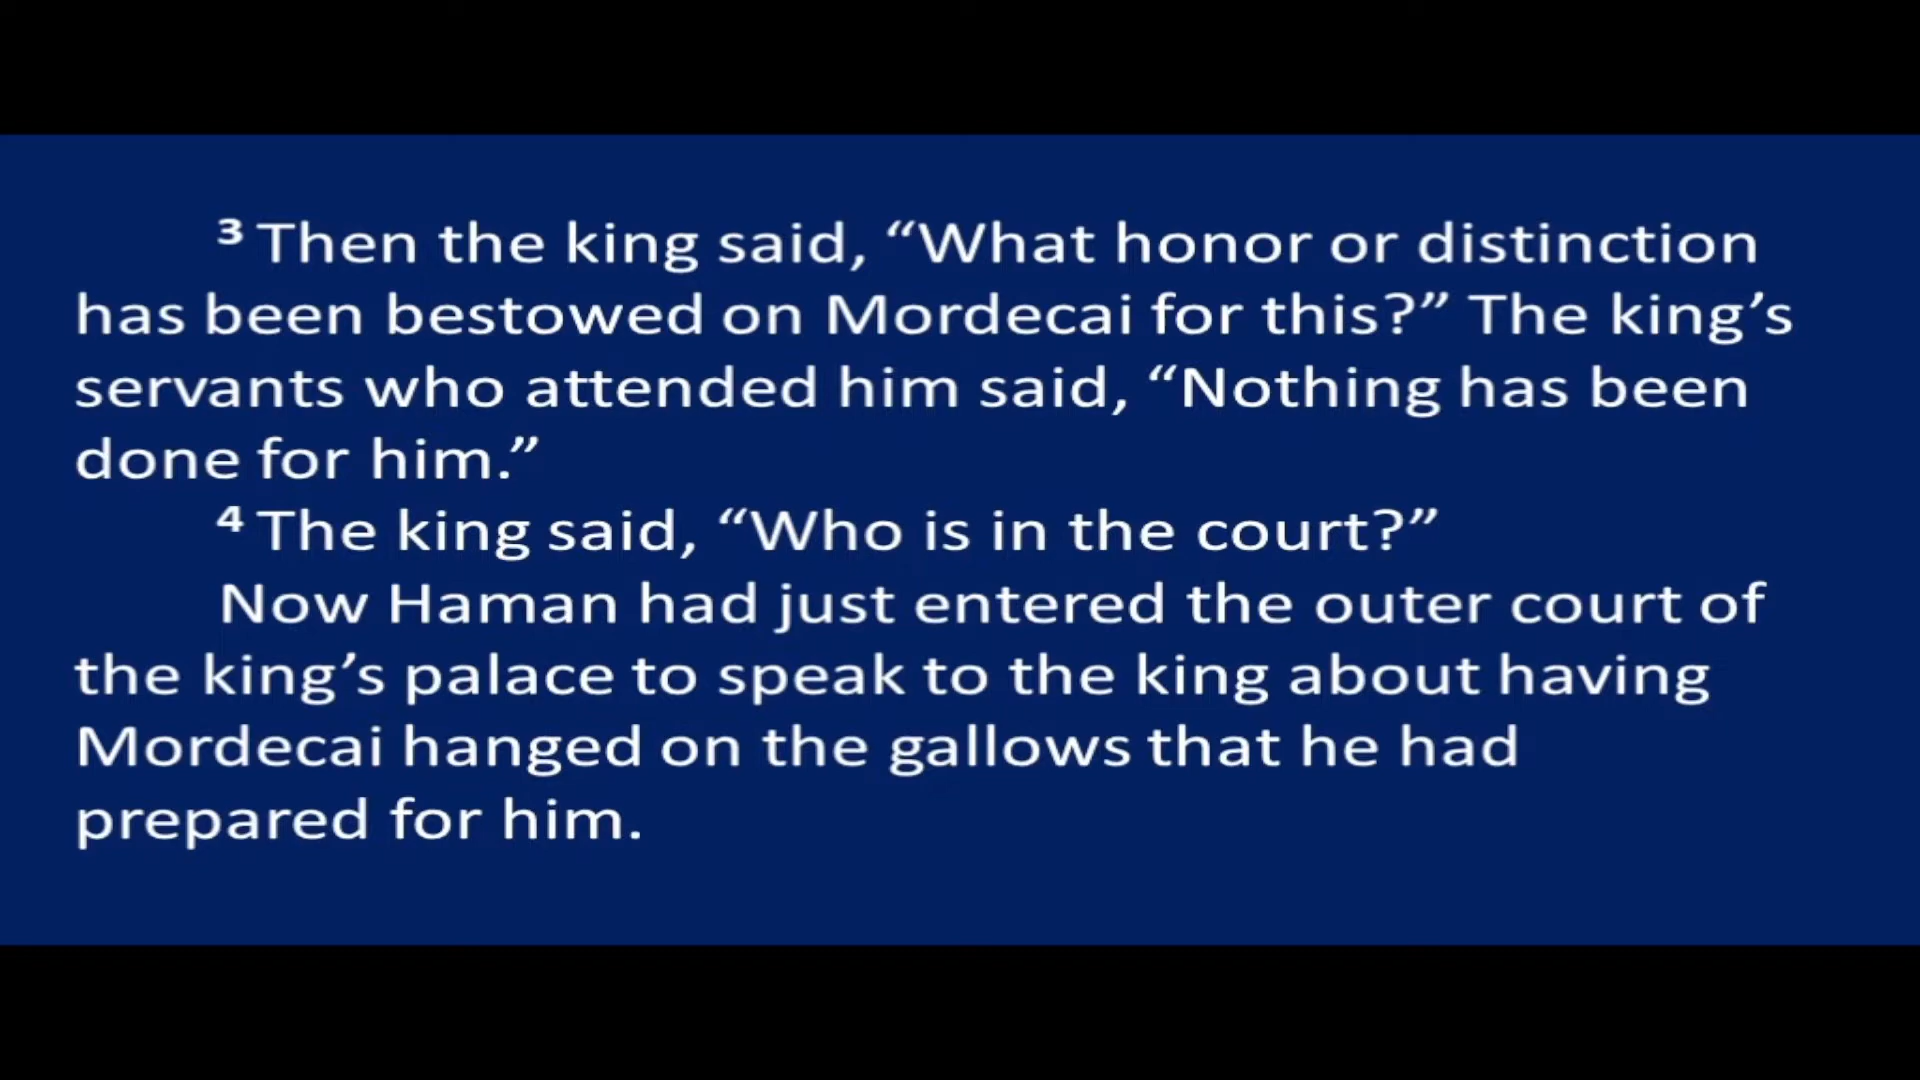 ³ Then the king said, “What honor or distinction
has been bestowed on Mordecai for this?” The king’s
servants who attended him said, “Nothing has been
done for him.”
⁴ The king said, “Who is in the court?”
Now Haman had just entered the outer court of
the king’s palace to speak to the king about having
Mordecai hanged on the gallows that he had
prepared for him.